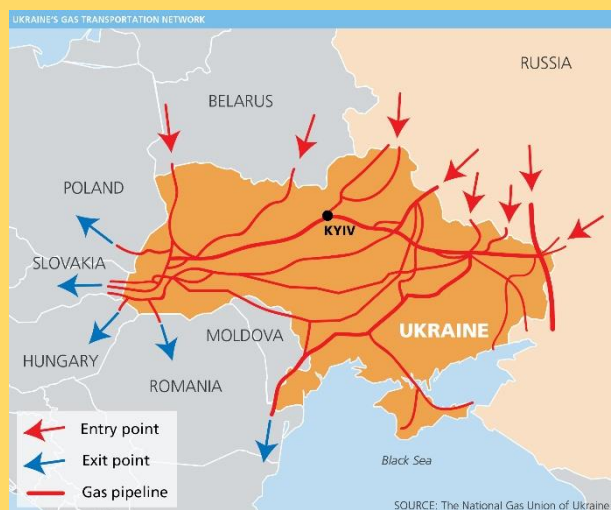 UKRAINE'S GAS TRANSPORTATION NETWORK
RUSSIA
BELARUS
POLAND
KYIV
SLOVAKIA
UKRAINE
MOLDOVA
HUNGARY
ROMANIA
Entry point
Exit point
Black Sea
Gas pipeline
SOURCE: The National Gas Union of Ukraine